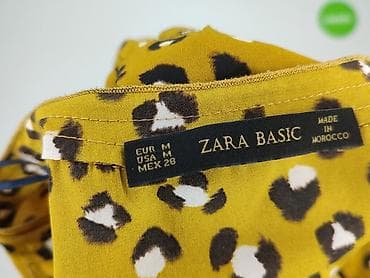 EUR M
USA M
MEX 28
ZARA BASIC
MADE IN
MOROCCO